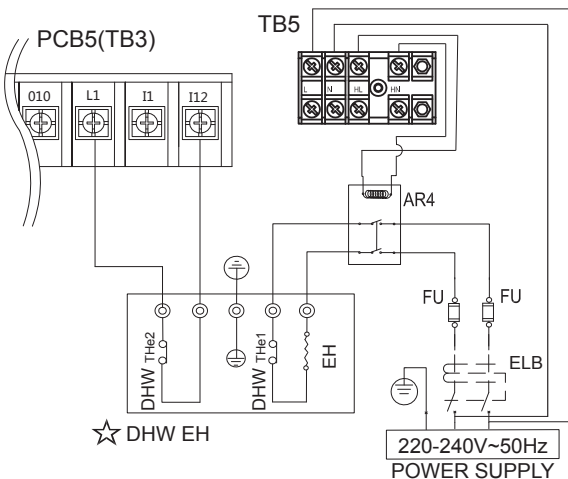 PCB5(TB3)
TB5
010 L1 I1 I12
L N HL HN
AR4
FU FU
ELB
DHW THe2
DHW THe1
EH
☆ DHW EH
220-240V~50Hz
POWER SUPPLY